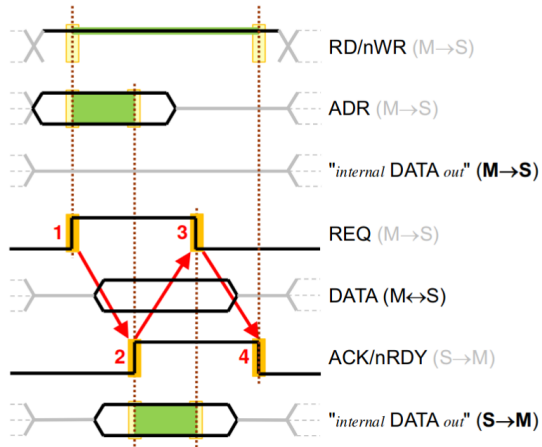 RD/nWR (M→S)
ADR (M→S)
"internal DATA out" (M→S)
1
3
REQ (M→S)
DATA (M↔S)
2
4
ACK/nRDY (S→M)
"internal DATA out" (S→M)